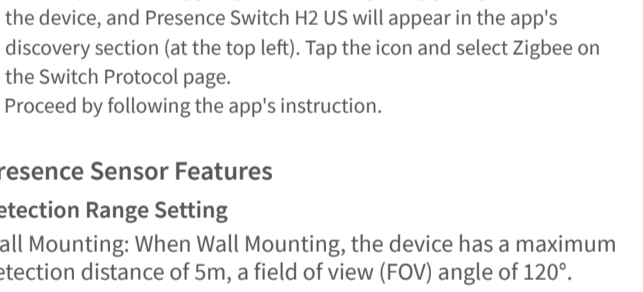 the device, and Presence Switch H2 US will appear in the app's
discovery section (at the top left). Tap the icon and select Zigbee on
the Switch Protocol page.
Proceed by following the app's instruction.
resence Sensor Features
etection Range Setting
all Mounting: When Wall Mounting, the device has a maximum
etection distance of 5m, a field of view (FOV) angle of 120°.